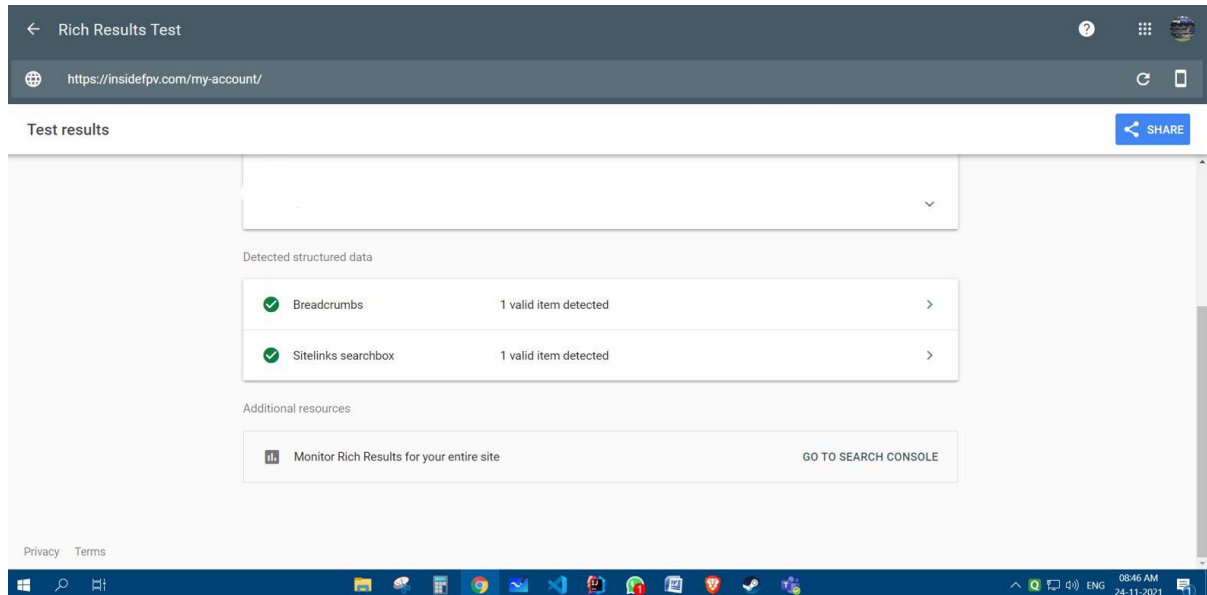 Rich Results Test
https://insidefpv.com/my-account/
Test results
SHARE
Detected structured data
Breadcrumbs 1 valid item detected
Sitelinks searchbox 1 valid item detected
Additional resources
Monitor Rich Results for your entire site GO TO SEARCH CONSOLE
Privacy Terms
ENG
08:46 AM
24-11-2021